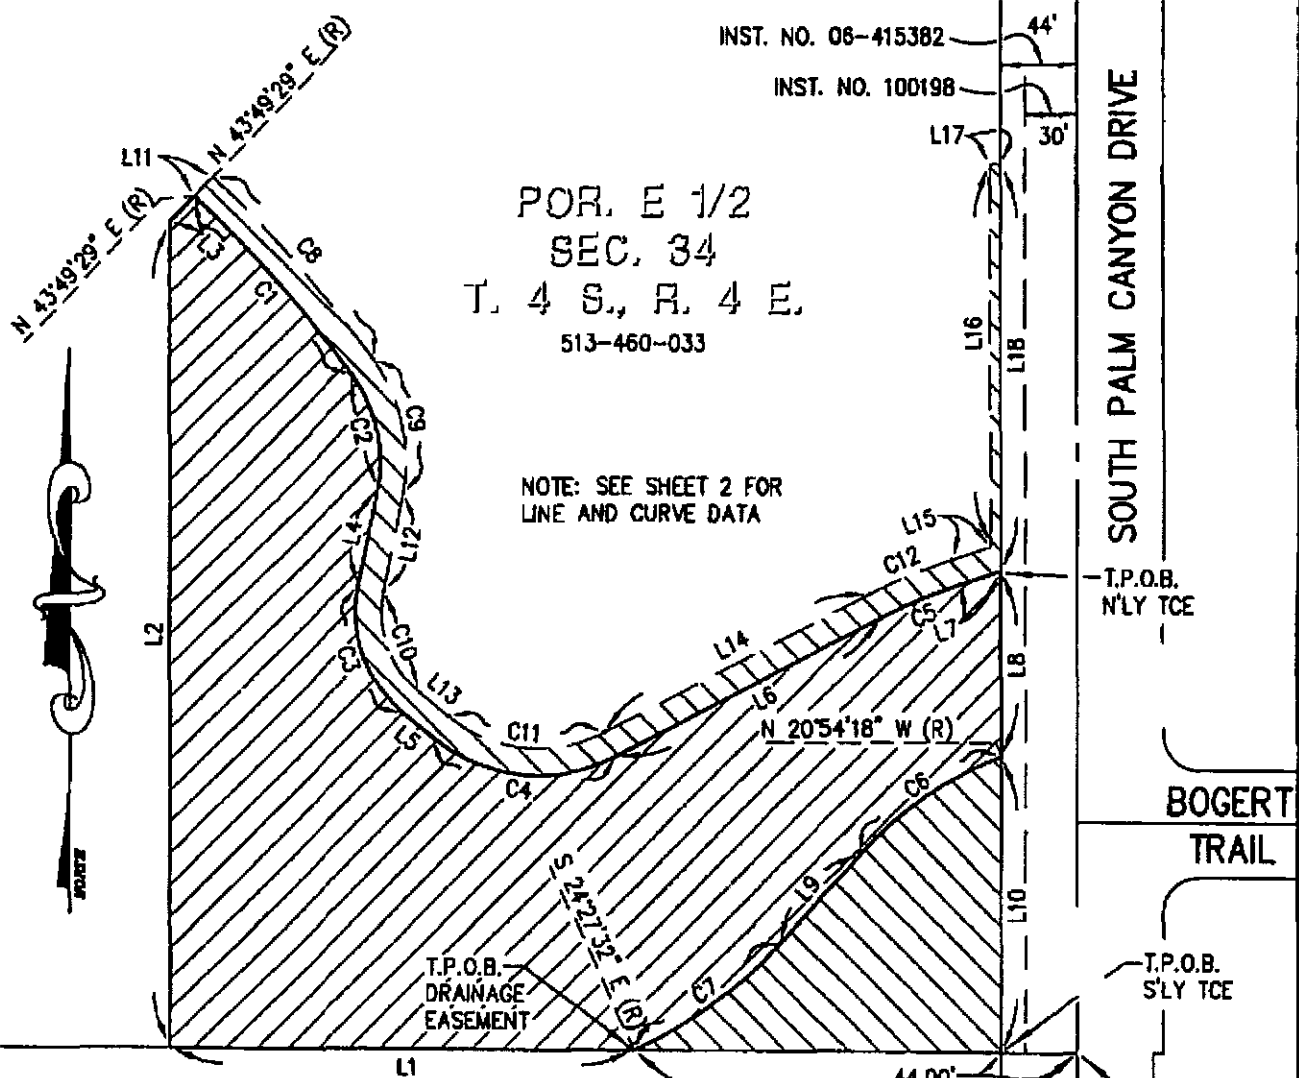 INST. NO. 06-415382
44'
INST. NO. 100198
30'
SOUTH PALM CANYON DRIVE
N 43°49'29" E (R)
L11
L17
N 43°49'29" E (R)
POR. E 1/2
SEC. 34
T. 4 S., R. 4 E.
513-460-033
L3
C8
C1
L16
L18
C2
C9
NOTE: SEE SHEET 2 FOR
LINE AND CURVE DATA
L4
L12
L15
C12
T.P.O.B.
N'LY TCE
L2
C5
L7
C10
C3
L13
L14
L6
L8
L5
C11
C4
N 20°54'18" W (R)
C6
BOGERT
TRAIL
NORTH
S 24°27'32" E (R)
L9
L10
T.P.O.B.
DRAINAGE
EASEMENT
C7
T.P.O.B.
S'LY TCE
L1
44.00'